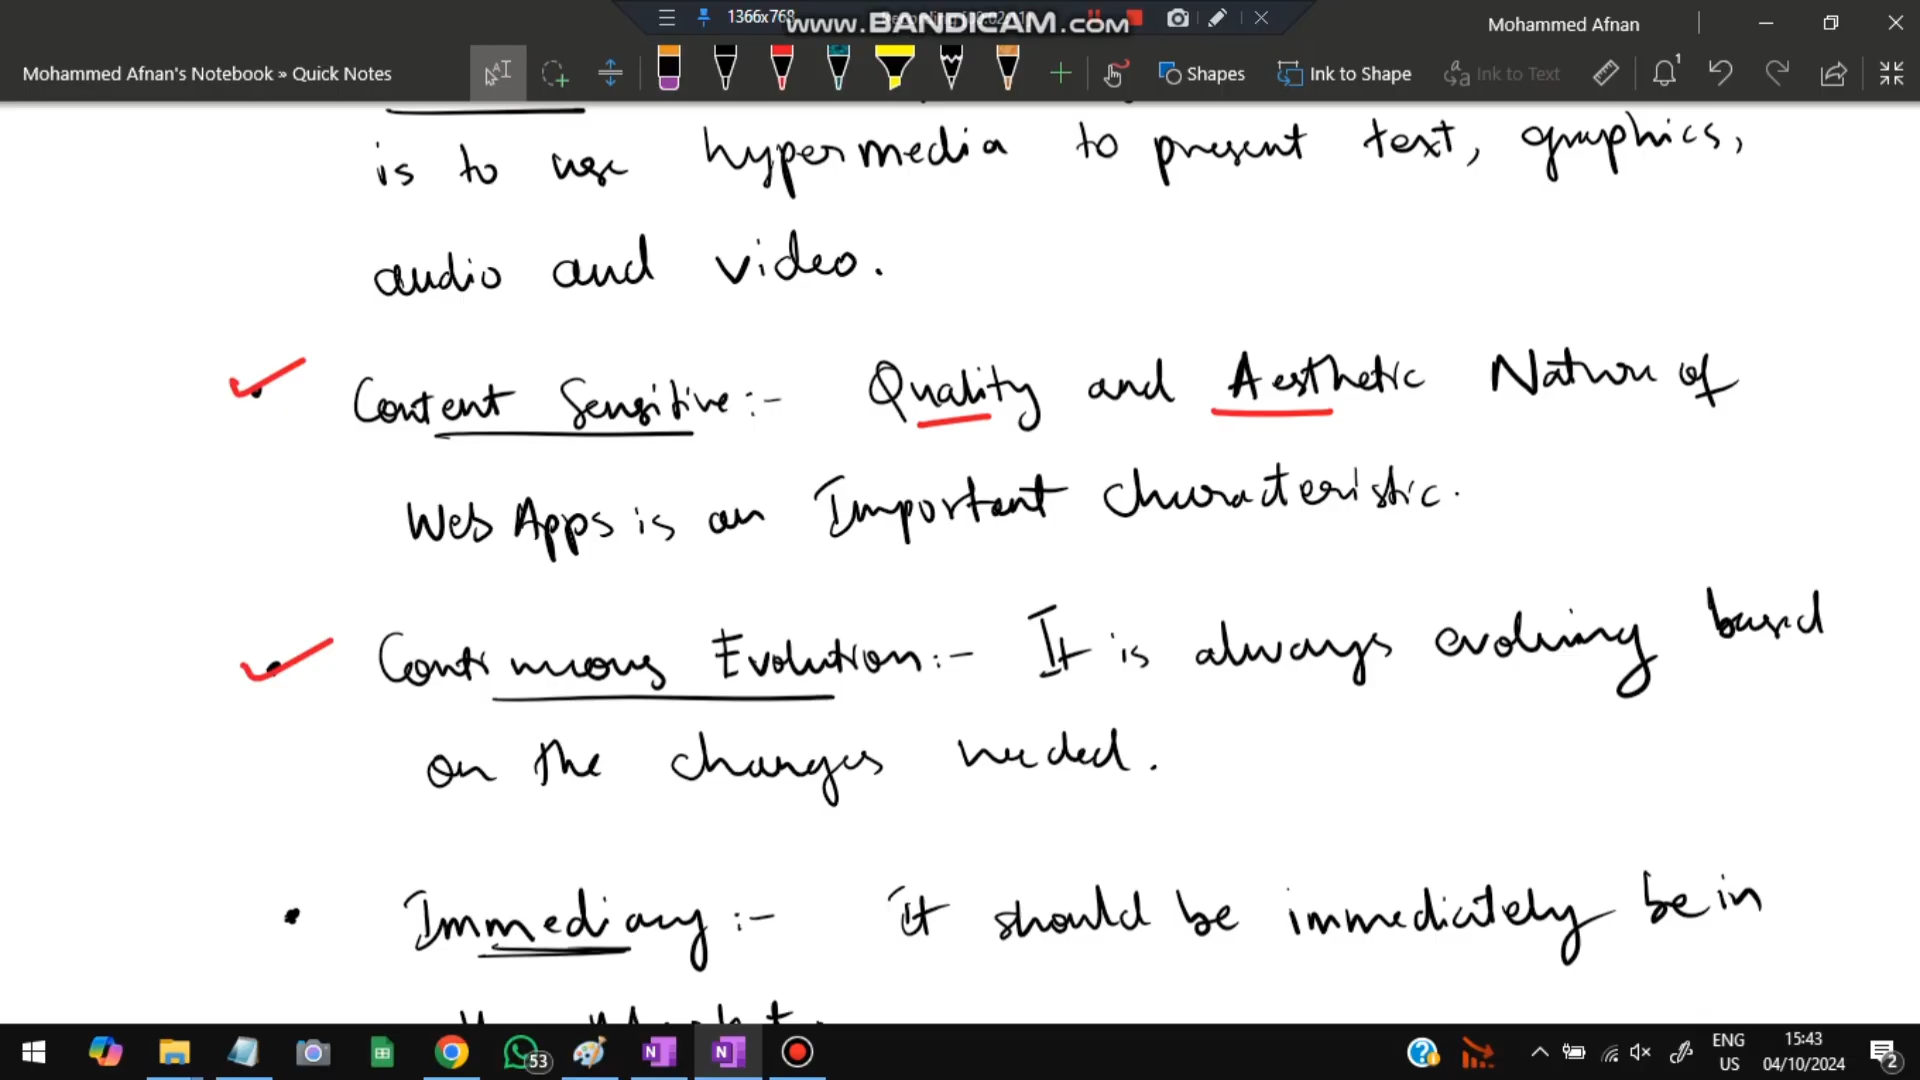 1366x768
www.BANDICAM.com
Mohammed Afnan
Mohammed Afnan's Notebook » Quick Notes
Shapes
Ink to Shape
Ink to Text
1
is to use hypermedia to present text, graphics,
audio and video.
Content Sensitive:- Quality and Aesthetic Nature of
Web Apps is an Important characteristic.
Continuous Evolution:- It is always evolving based
on the changes needed.
Immediacy:- It should be immediately be in
53
ENG
US
15:43
04/10/2024
2